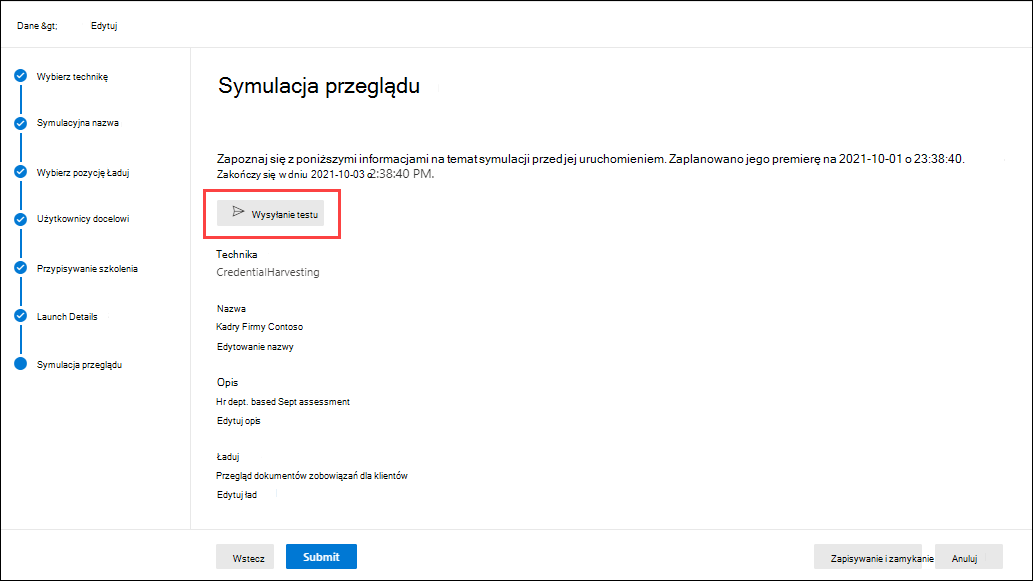 Dane &gt; Edytuj
Wybierz technikę
Symulacyjna nazwa
Wybierz pozycję Ładuj
Użytkownicy docelowi
Przypisywanie szkolenia
Launch Details
Symulacja przeglądu
Symulacja przeglądu
Zapoznaj się z poniższymi informacjami na temat symulacji przed jej uruchomieniem. Zaplanowano jego premierę na 2021-10-01 o 23:38:40.
Zakończy się w dniu 2021-10-03 o 2:38:40 PM.
Wysyłanie testu
Technika
CredentialHarvesting
Nazwa
Kadry Firmy Contoso
Edytowanie nazwy
Opis
Hr dept. based Sept assessment
Edytuj opis
Ładuj
Przegląd dokumentów zobowiązań dla klientów
Edytuj ład
Wstecz Submit Zapisywanie i zamykanie Anuluj